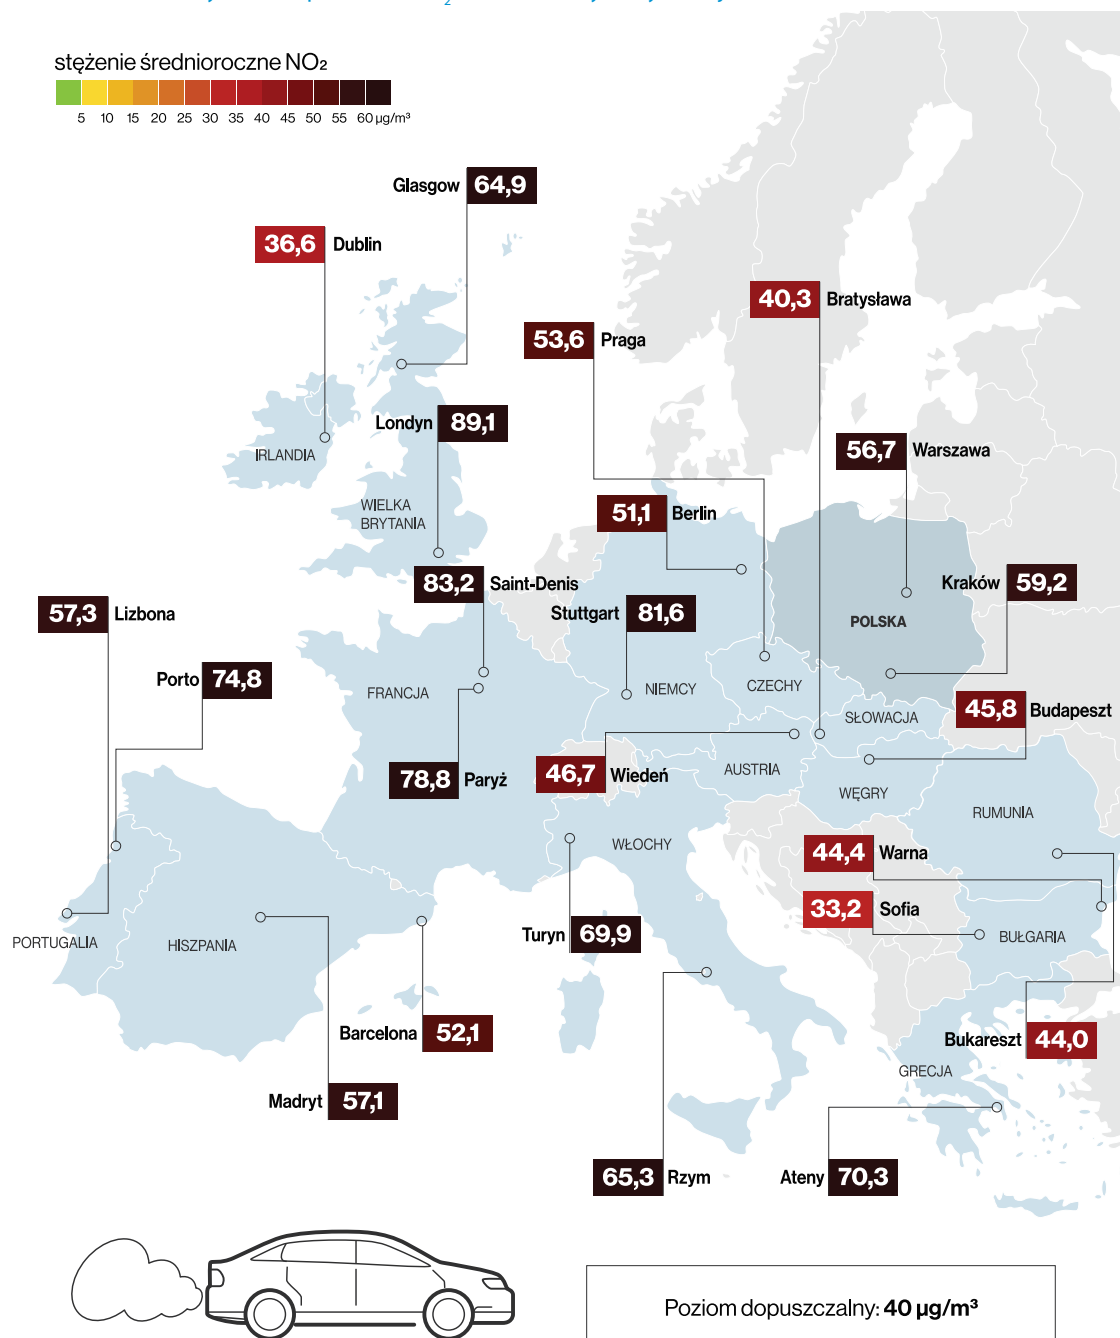 stężenie średnioroczne NO₂
5 10 15 20 25 30 35 40 45 50 55 60 µg/m³
Glasgow 64,9
36,6 Dublin
40,3 Bratysława
53,6 Praga
Londyn 89,1
56,7 Warszawa
IRLANDIA
WIELKA
BRYTANIA
51,1 Berlin
83,2 Saint-Denis
Kraków 59,2
57,3 Lizbona
Stuttgart 81,6
POLSKA
Porto 74,8
FRANCJA
NIEMCY
CZECHY
SŁOWACJA
45,8 Budapeszt
78,8 Paryż
46,7 Wiedeń
AUSTRIA
WĘGRY
RUMUNIA
WŁOCHY
44,4 Warna
33,2 Sofia
PORTUGALIA
HISZPANIA
Turyn 69,9
BUŁGARIA
Barcelona 52,1
Bukareszt 44,0
GRECJA
Madryt 57,1
65,3 Rzym
Ateny 70,3
Poziom dopuszczalny: 40 µg/m³